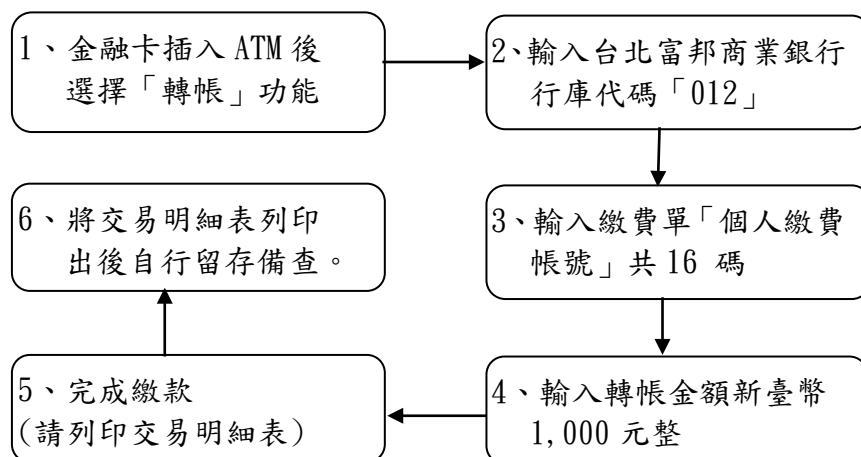 1、金融卡插入 ATM 後
選擇「轉帳」功能
2、輸入台北富邦商業銀行
行庫代碼「012」
3、輸入繳費單「個人繳費
帳號」共 16 碼
4、輸入轉帳金額新臺幣
1,000 元整
5、完成繳款
(請列印交易明細表)
6、將交易明細表列印
出後自行留存備查。